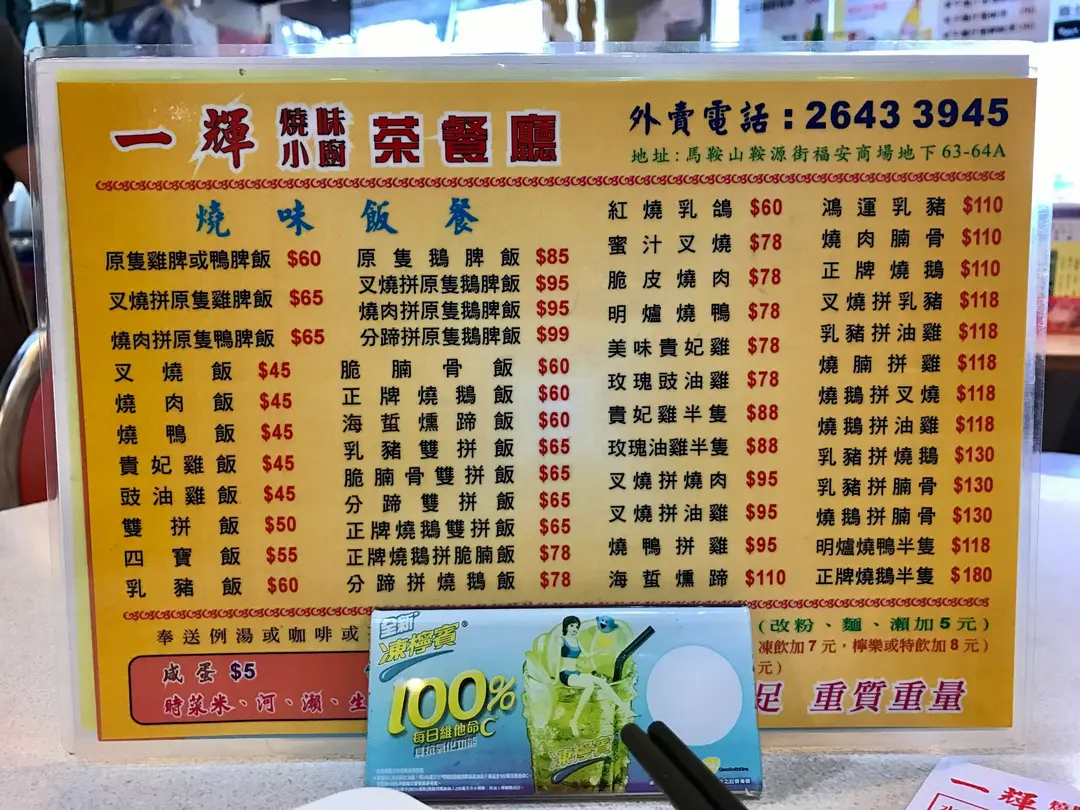 一輝 燒味小廚 茶餐廳
外賣電話：2643 3945
地址：馬鞍山鞍源街福安商場地下 63-64A
燒味飯餐
原隻雞脾或鴨脾飯 $60
叉燒拼原隻雞脾飯 $65
燒肉拼原隻鴨脾飯 $65
叉燒飯 $45
燒肉飯 $45
燒鴨飯 $45
貴妃雞飯 $45
豉油雞飯 $45
雙拼飯 $50
四寶飯 $55
乳豬飯 $60
原隻鵝脾飯 $85
叉燒拼原隻鵝脾飯 $95
燒肉拼原隻鵝脾飯 $95
分蹄拼原隻鵝脾飯 $99
脆腩骨飯 $60
正牌燒鵝飯 $60
海蜇燻蹄飯 $60
乳豬雙拼飯 $65
脆腩骨雙拼飯 $65
分蹄雙拼飯 $65
正牌燒鵝雙拼飯 $65
正牌燒鵝拼脆腩飯 $78
分蹄拼燒鵝飯 $78
紅燒乳鴿 $60
蜜汁叉燒 $78
脆皮燒肉 $78
明爐燒鴨 $78
美味貴妃雞 $78
玫瑰豉油雞 $78
貴妃雞半隻 $88
玫瑰油雞半隻 $88
叉燒拼燒肉 $95
叉燒拼油雞 $95
燒鴨拼雞 $95
海蜇燻蹄 $110
鴻運乳豬 $110
燒肉腩骨 $110
正牌燒鵝 $110
叉燒拼乳豬 $118
乳豬拼油雞 $118
燒腩拼雞 $118
燒鵝拼叉燒 $118
燒鵝拼油雞 $118
乳豬拼燒鵝 $130
乳豬拼腩骨 $130
燒鵝拼腩骨 $130
明爐燒鴨半隻 $118
正牌燒鵝半隻 $180
奉送例湯或咖啡或
(改粉、麵、瀨加5元)
凍飲加7元，檸樂或特飲加8元)
元)
咸蛋 $5
時菜米、河、瀨、生
足 重質重量
全新
凍檸賓®
100%
每日維他命C
具抗氧化功能
凍檸賓
一輝